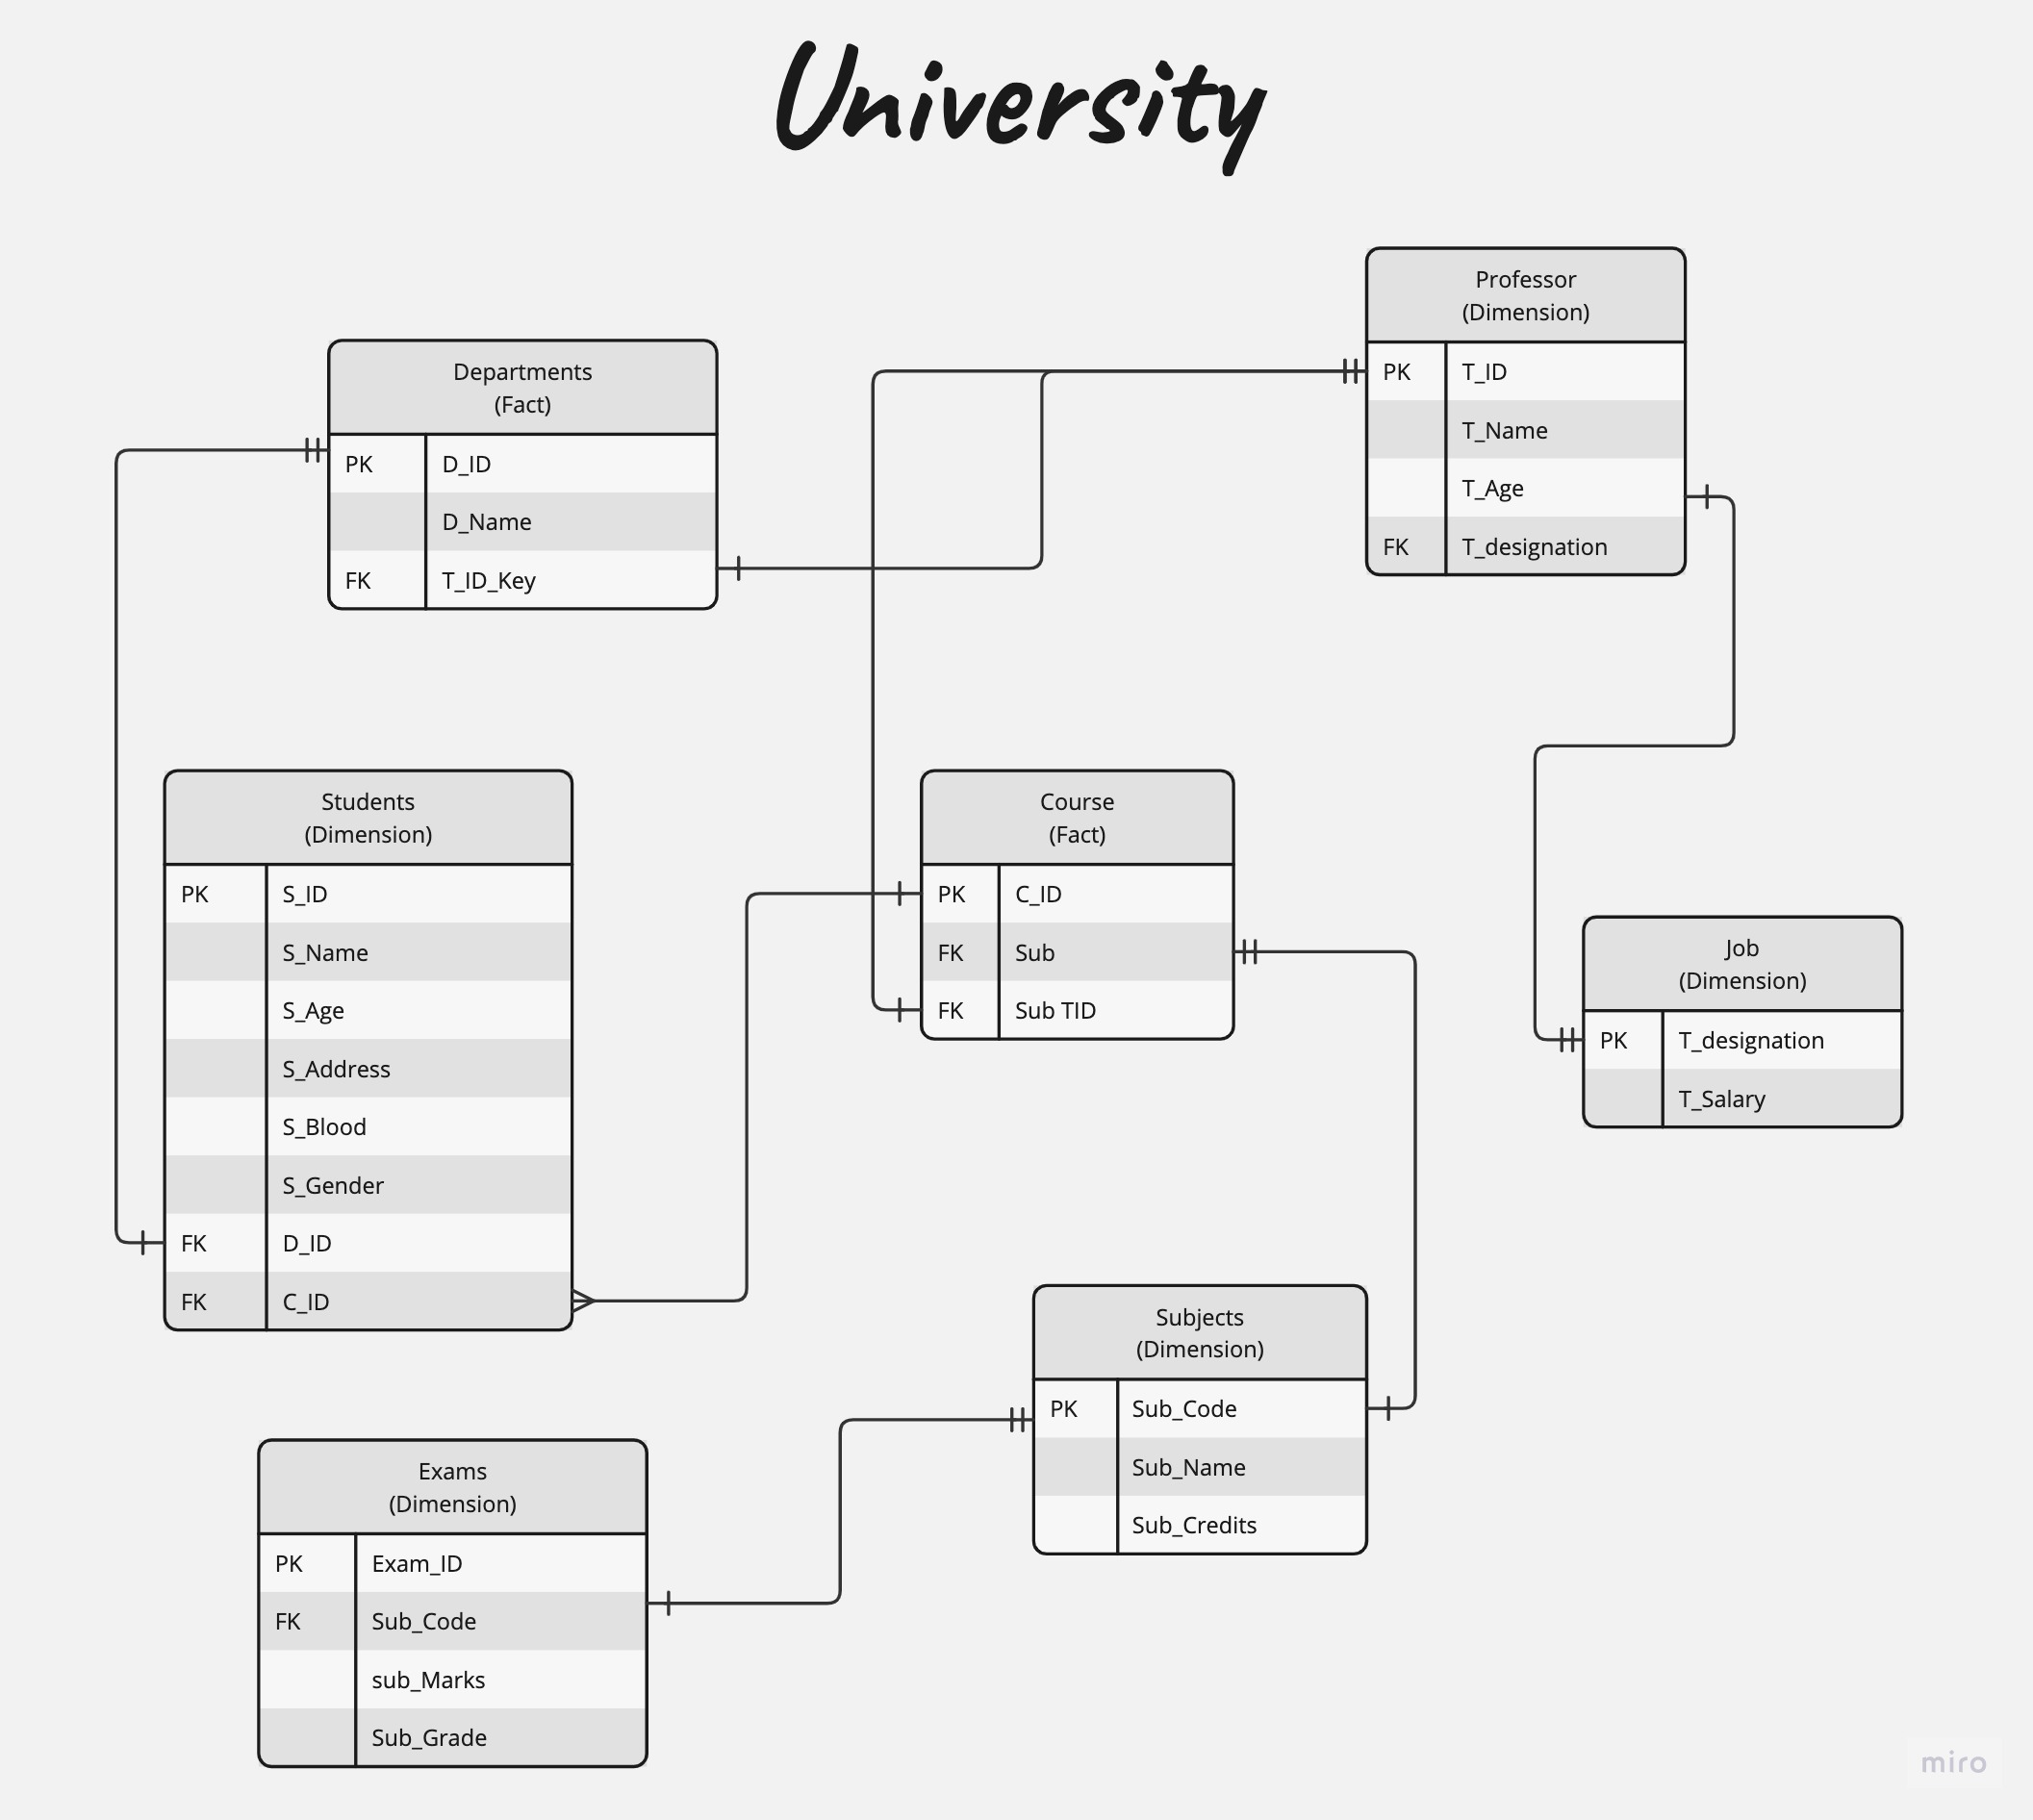 University
Professor
(Dimension)
PK T_ID
T_Name
T_Age
FK T_designation
Departments
(Fact)
PK D_ID
D_Name
FK T_ID_Key
Students
(Dimension)
PK S_ID
S_Name
S_Age
S_Address
S_Blood
S_Gender
FK D_ID
FK C_ID
Course
(Fact)
PK C_ID
FK Sub
FK Sub TID
Job
(Dimension)
PK T_designation
T_Salary
Subjects
(Dimension)
PK Sub_Code
Sub_Name
Sub_Credits
Exams
(Dimension)
PK Exam_ID
FK Sub_Code
sub_Marks
Sub_Grade
miro